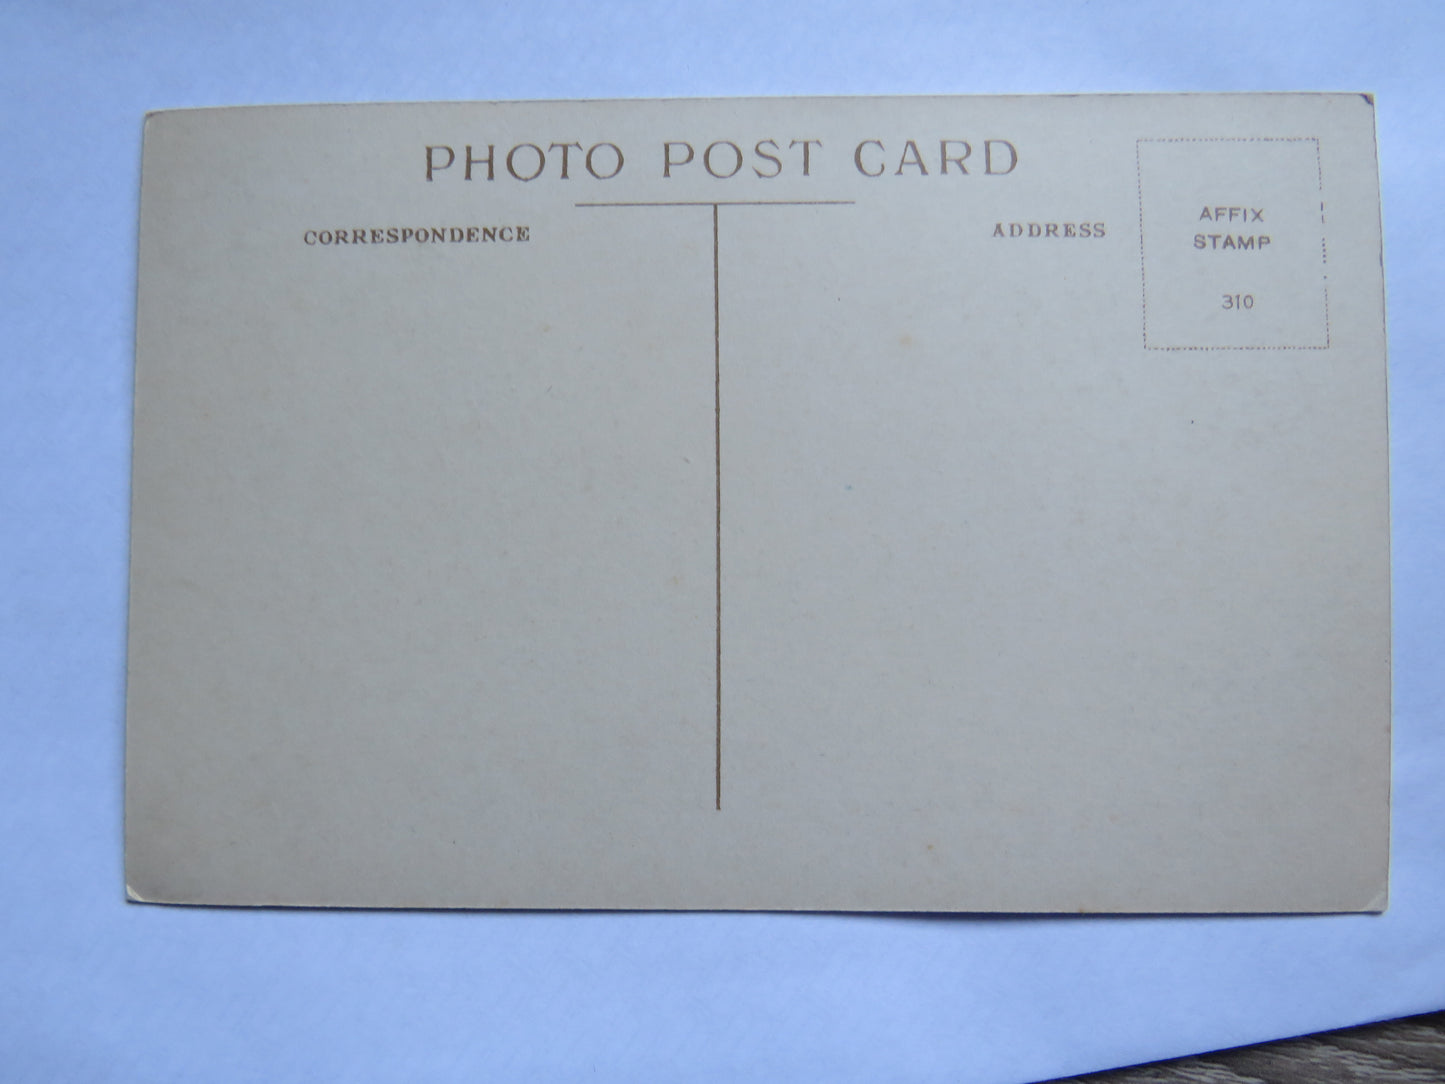 PHOTO POST CARD
CORRESPONDENCE
ADDRESS
AFFIX
STAMP
310